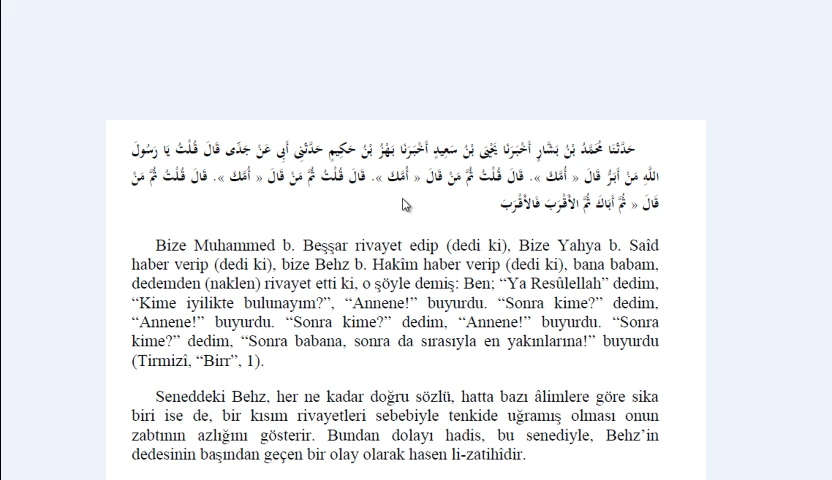 حَدَّثَنَا مُحَمَّدُ بْنُ بَشَّارٍ أَخْبَرَنَا يَحْيَى بْنُ سَعِيدٍ أَخْبَرَنَا بَهْزُ بْنُ حَكِيمٍ حَدَّثَنِى أَبِى عَنْ جَدِّى قَالَ قُلْتُ يَا رَسُولَ
اللَّهِ مَنْ أَبَرُّ قَالَ « أُمَّكَ ». قَالَ قُلْتُ ثُمَّ مَنْ قَالَ « أُمَّكَ ». قَالَ قُلْتُ ثُمَّ مَنْ قَالَ « أُمَّكَ ». قَالَ قُلْتُ ثُمَّ مَنْ
قَالَ « ثُمَّ أَبَاكَ ثُمَّ الأَقْرَبَ فَالأَقْرَبَ
Bize Muhammed b. Beşşar rivayet edip (dedi ki), Bize Yahya b. Saîd
haber verip (dedi ki), bize Behz b. Hakîm haber verip (dedi ki), bana babam,
dedemden (naklen) rivayet etti ki, o şöyle demiş: Ben; “Ya Resûlellah” dedim,
“Kime iyilikte bulunayım?”, “Annene!” buyurdu. “Sonra kime?” dedim,
“Annene!” buyurdu. “Sonra kime?” dedim, “Annene!” buyurdu. “Sonra
kime?” dedim, “Sonra babana, sonra da sırasıyla en yakınlarına!” buyurdu
(Tirmizî, “Birr”, 1).
Seneddeki Behz, her ne kadar doğru sözlü, hatta bazı âlimlere göre sika
biri ise de, bir kısım rivayetleri sebebiyle tenkide uğramış olması onun
zabtının azlığını gösterir. Bundan dolayı hadis, bu senediyle, Behz’in
dedesinin başından geçen bir olay olarak hasen li-zatihîdir.